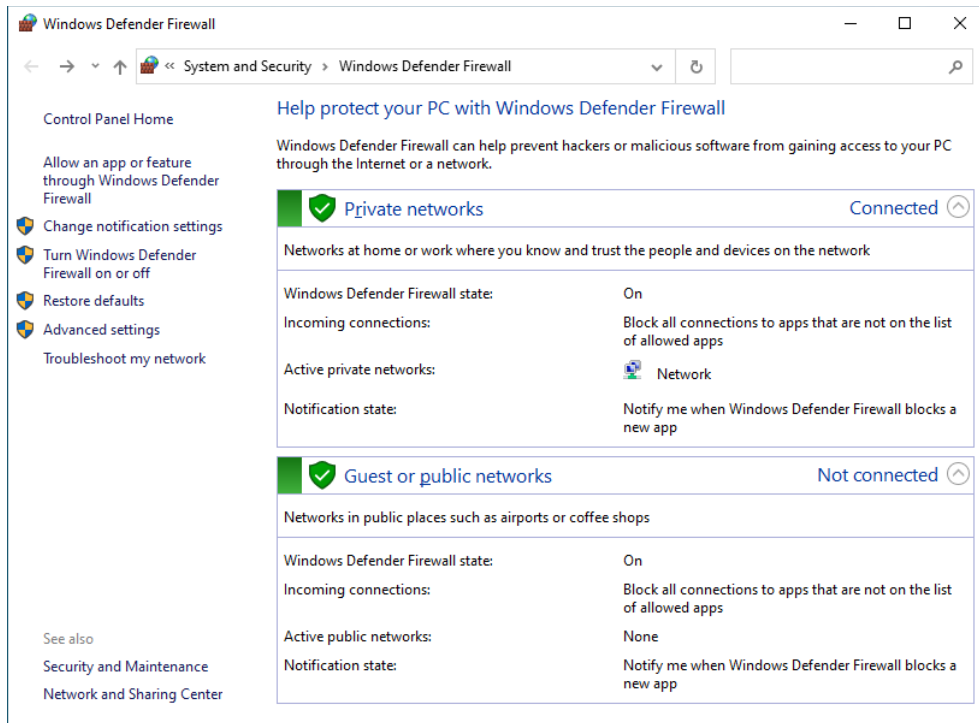 Windows Defender Firewall
« System and Security › Windows Defender Firewall
Control Panel Home
Allow an app or feature
through Windows Defender
Firewall
Change notification settings
Turn Windows Defender
Firewall on or off
Restore defaults
Advanced settings
Troubleshoot my network
See also
Security and Maintenance
Network and Sharing Center
Help protect your PC with Windows Defender Firewall
Windows Defender Firewall can help prevent hackers or malicious software from gaining access to your PC
through the Internet or a network.
Private networks Connected
Networks at home or work where you know and trust the people and devices on the network
Windows Defender Firewall state: On
Incoming connections: Block all connections to apps that are not on the list
of allowed apps
Active private networks: Network
Notification state: Notify me when Windows Defender Firewall blocks a
new app
Guest or public networks Not connected
Networks in public places such as airports or coffee shops
Windows Defender Firewall state: On
Incoming connections: Block all connections to apps that are not on the list
of allowed apps
Active public networks: None
Notification state: Notify me when Windows Defender Firewall blocks a
new app